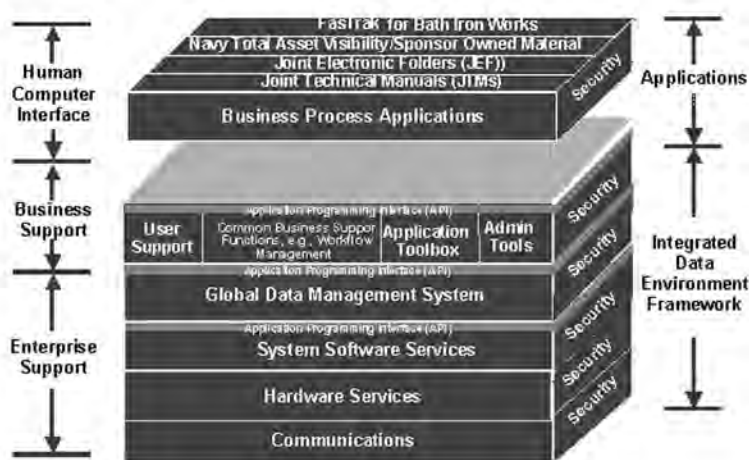 FasTrak for Bath Iron Works
Navy Total Asset Visibility/Sponsor Owned Material
Joint Electronic Folders (JEF))
Joint Technical Manuals (JTMs)
Business Process Applications
Security
Human
Computer
Interface
Applications
Business
Support
Application Programming Interface (API)
User
Support
Common Business Suppor
Functions, e.g., Workflow
Management
Application
Toolbox
Admin
Tools
Security
Application Programming Interface (API)
Global Data Management System
Security
Integrated
Data
Environment
Framework
Enterprise
Support
Application Programming Interface (API)
System Software Services
Security
Hardware Services
Security
Communications
Security